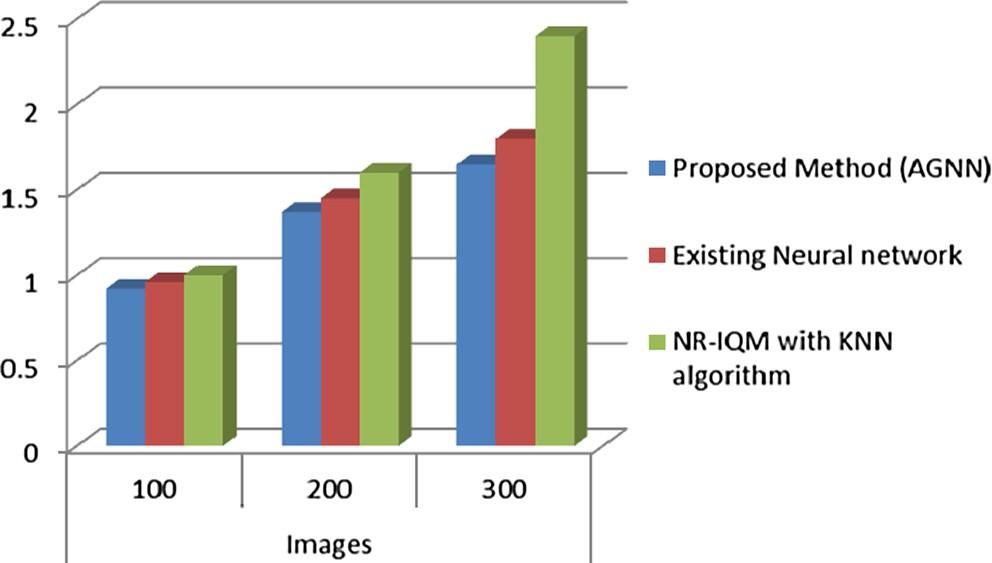 2.5
2
1.5
1
0.5
0
100 200 300
Images
Proposed Method (AGNN)
Existing Neural network
NR-IQM with KNN
algorithm